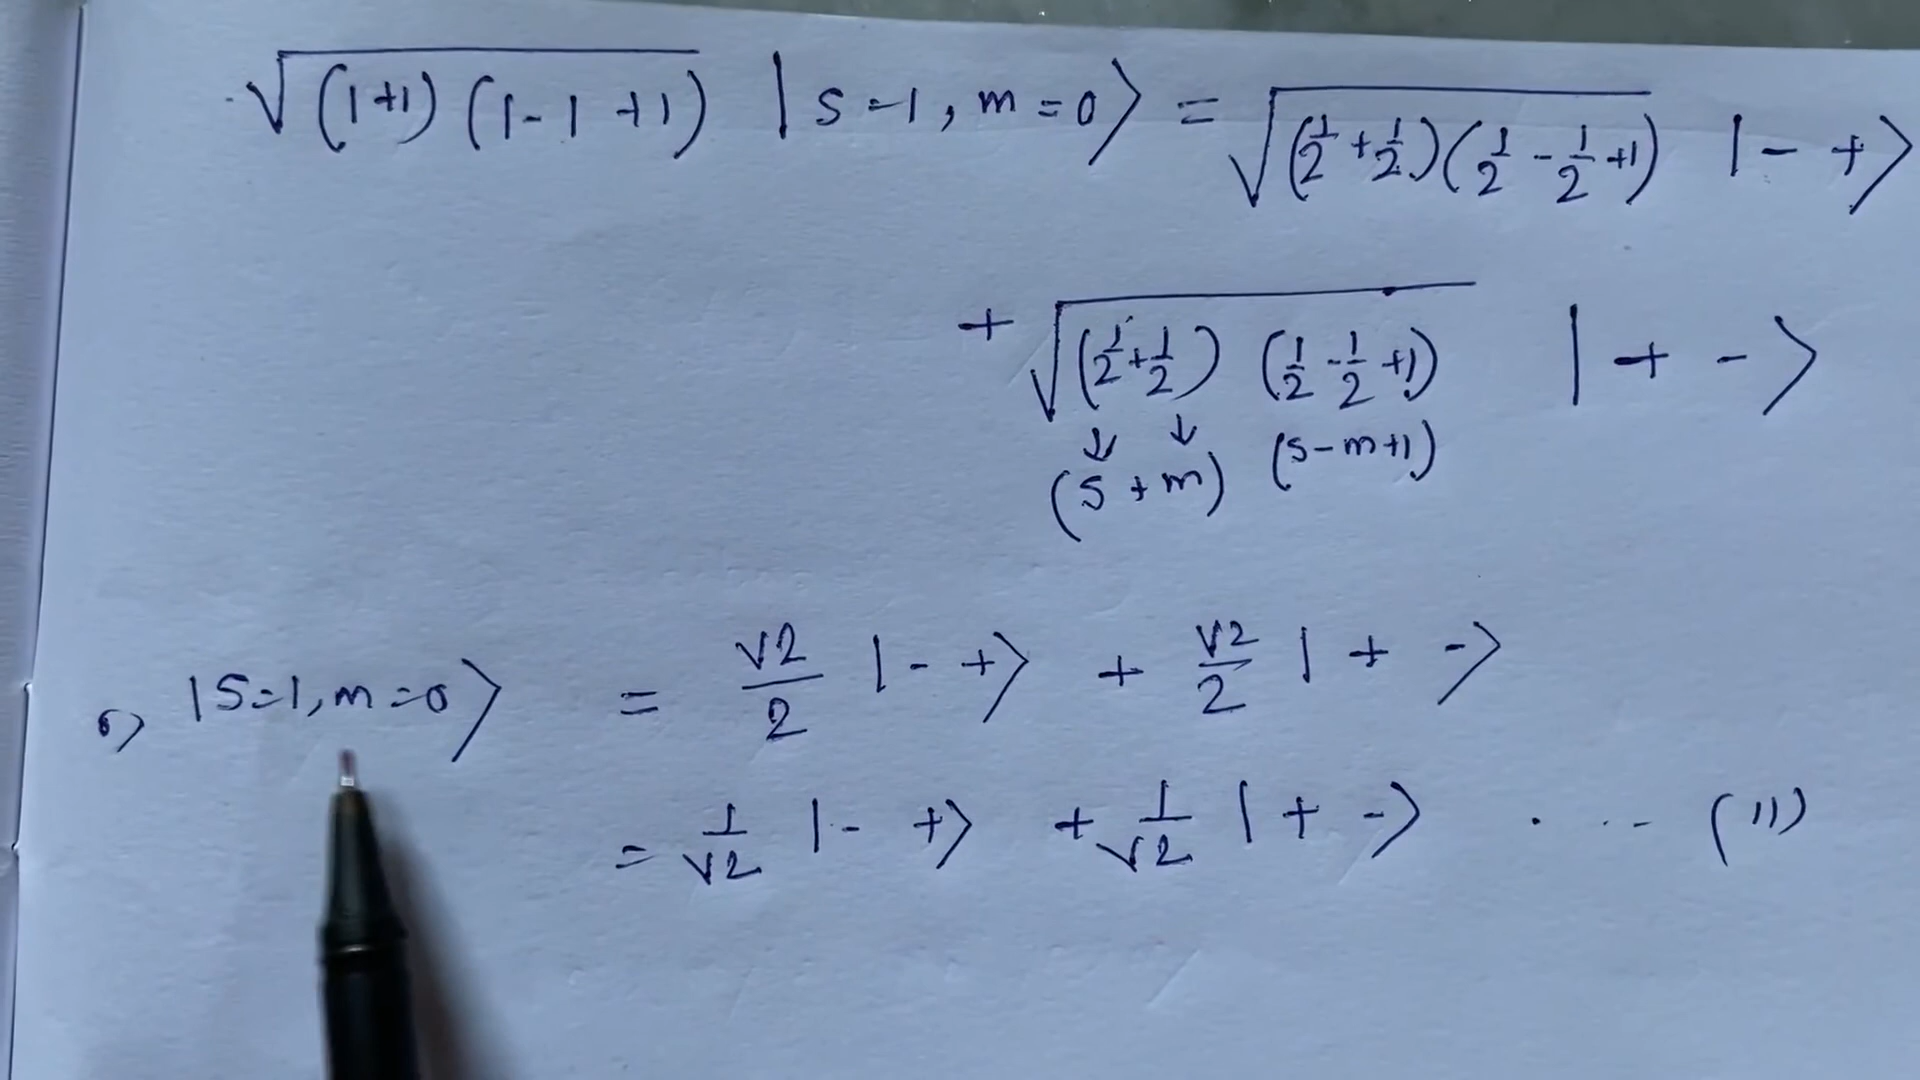 √(1+1)(1-1+1) |s=1, m=0⟩ = √(1/2+1/2)(1/2-1/2+1) |- +⟩
+ √(1/2+1/2) (1/2-1/2+1) |+ -⟩
↓ ↓
(s+m) (s-m+1)
|s=1, m=0⟩ = √2/2 |- +⟩ + √2/2 |+ -⟩
= 1/√2 |- +⟩ + 1/√2 |+ -⟩ . . . (11)